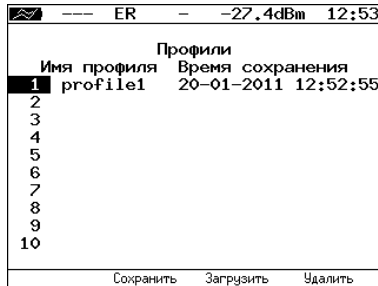 --- ER - -27.4dBm 12:53
Профили
Имя профиля Время сохранения
1 profile1 20-01-2011 12:52:55
2
3
4
5
6
7
8
9
10
Сохранить Загрузить Удалить